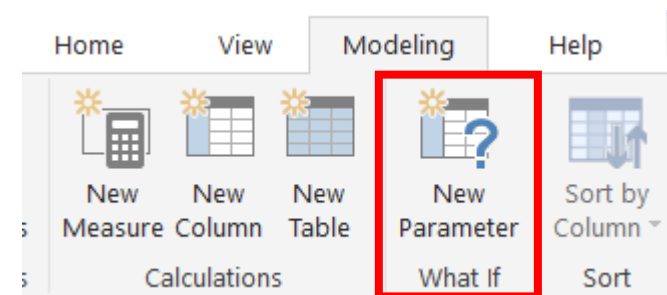 Home View Modeling Help
New New New New Sort by
Measure Column Table Parameter Column
Calculations What If Sort